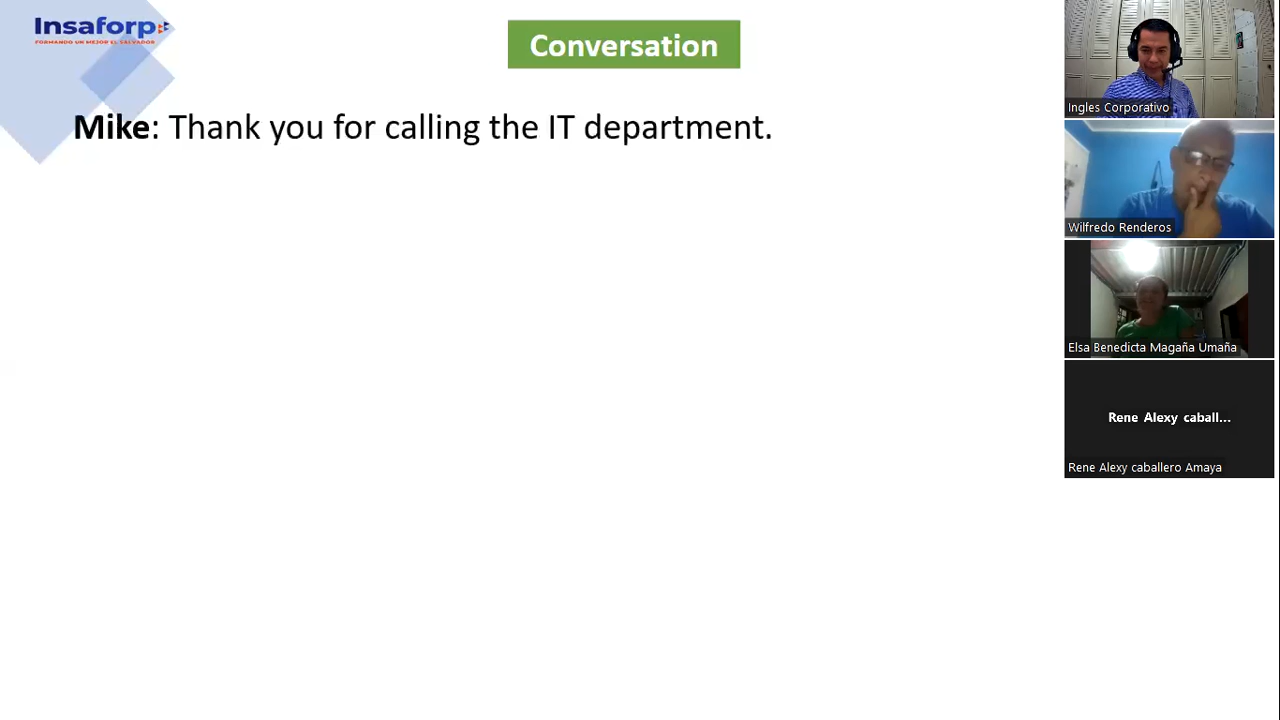 Insaforp
FORMANDO UN MEJOR EL SALVADOR
Conversation
Mike: Thank you for calling the IT department.
Ingles Corporativo
Wilfredo Renderos
Elsa Benedicta Magaña Umaña
Rene Alexy caball...
Rene Alexy caballero Amaya